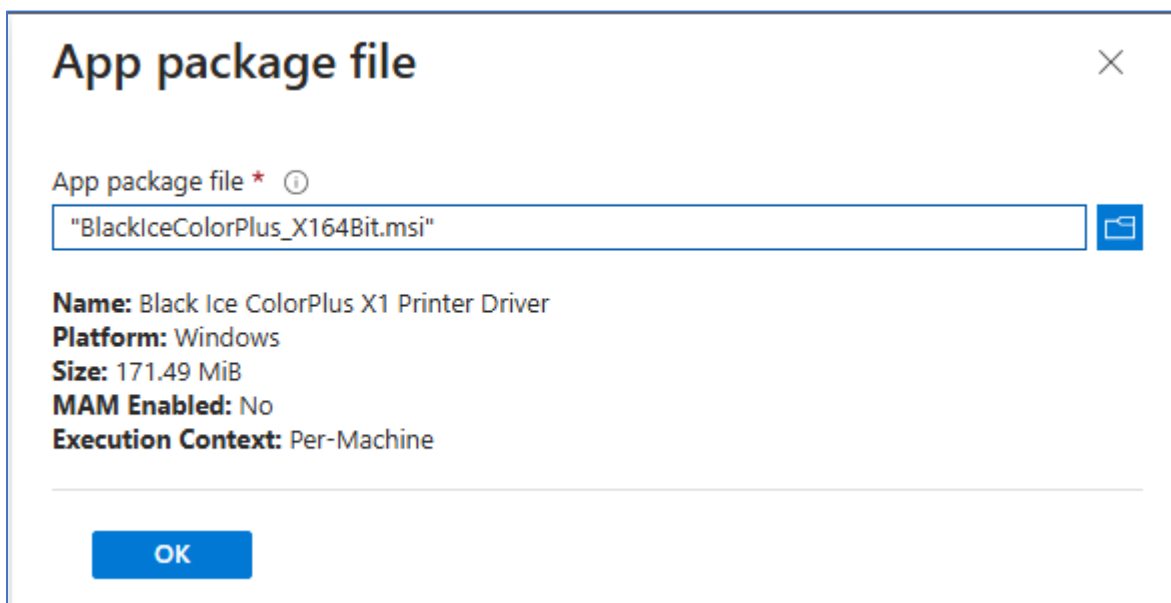 App package file
App package file *
"BlackIceColorPlus_X164Bit.msi"
Name: Black Ice ColorPlus X1 Printer Driver
Platform: Windows
Size: 171.49 MiB
MAM Enabled: No
Execution Context: Per-Machine
OK